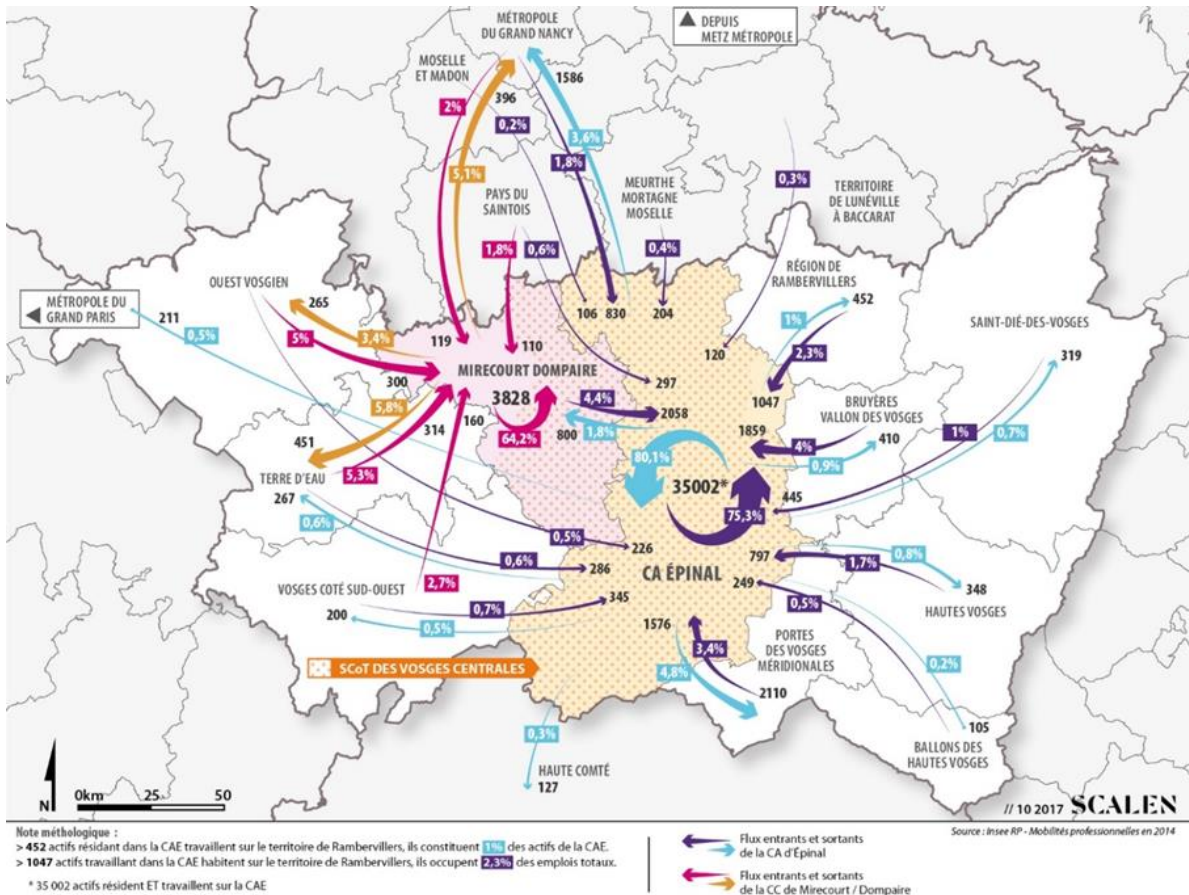 MÉTROPOLE
DU GRAND NANCY
DEPUIS
METZ MÉTROPOLE
MOSELLE
ET MADON
1586
396
2%
0,2%
3,6%
1,8%
5,1%
PAYS DU
SAINTOIS
MEURTHE
MORTAGNE
MOSELLE
0,3%
TERRITOIRE
DE LUNÉVILLE
À BACCARAT
1,8%
0,6%
0,4%
OUEST VOSGIEN
RÉGION DE
RAMBERVILLERS
MÉTROPOLE DU
GRAND PARIS
211
0,5%
265
3,4%
5%
119
110
106
830
204
120
452
1%
2,3%
SAINT-DIÉ-DES-VOSGES
319
MIRECOURT DOMPAIRE
300
3828
297
1047
BRUYÈRES
VALLON DES VOSGES
5,8%
4,4%
2058
314
160
64,2%
800
1,8%
1859
4%
410
0,9%
1%
0,7%
451
TERRE D'EAU
5,3%
267
0,6%
80,1%
35002*
75,3%
445
0,5%
226
0,6%
286
CA ÉPINAL
797
249
0,8%
1,7%
348
HAUTES VOSGES
VOSGES COTÉ SUD-OUEST
2,7%
0,7%
345
200
0,5%
0,5%
1576
3,4%
4,8%
PORTES
DES VOSGES
MÉRIDIONALES
2110
0,2%
105
BALLONS DES
HAUTES VOSGES
SCoT DES VOSGES CENTRALES
0,3%
HAUTE COMTÉ
127
N
0km 25 50
// 10 2017 SCALEN
Note méthologique :
> 452 actifs résidant dans la CAE travaillent sur le territoire de Rambervillers, ils constituent 1% des actifs de la CAE.
> 1047 actifs travaillant dans la CAE habitent sur le territoire de Rambervillers, ils occupent 2,3% des emplois totaux.
* 35 002 actifs résident ET travaillent sur la CAE
Source : Insee RP - Mobilités professionnelles en 2014
Flux entrants et sortants
de la CA d'Épinal
Flux entrants et sortants
de la CC de Mirecourt / Dompaire